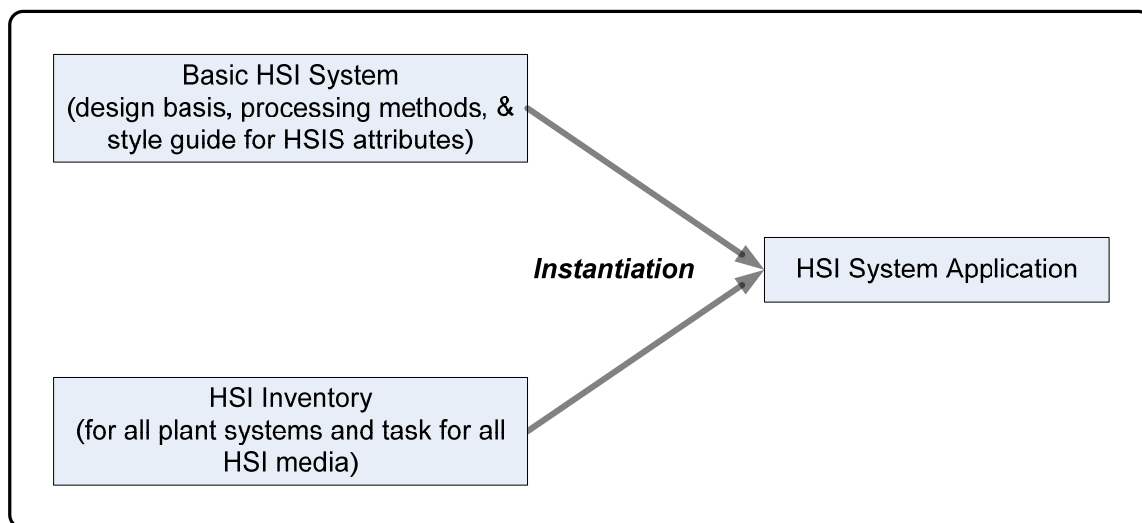 Basic HSI System
(design basis, processing methods, &
style guide for HSIS attributes)
Instantiation
HSI System Application
HSI Inventory
(for all plant systems and task for all
HSI media)